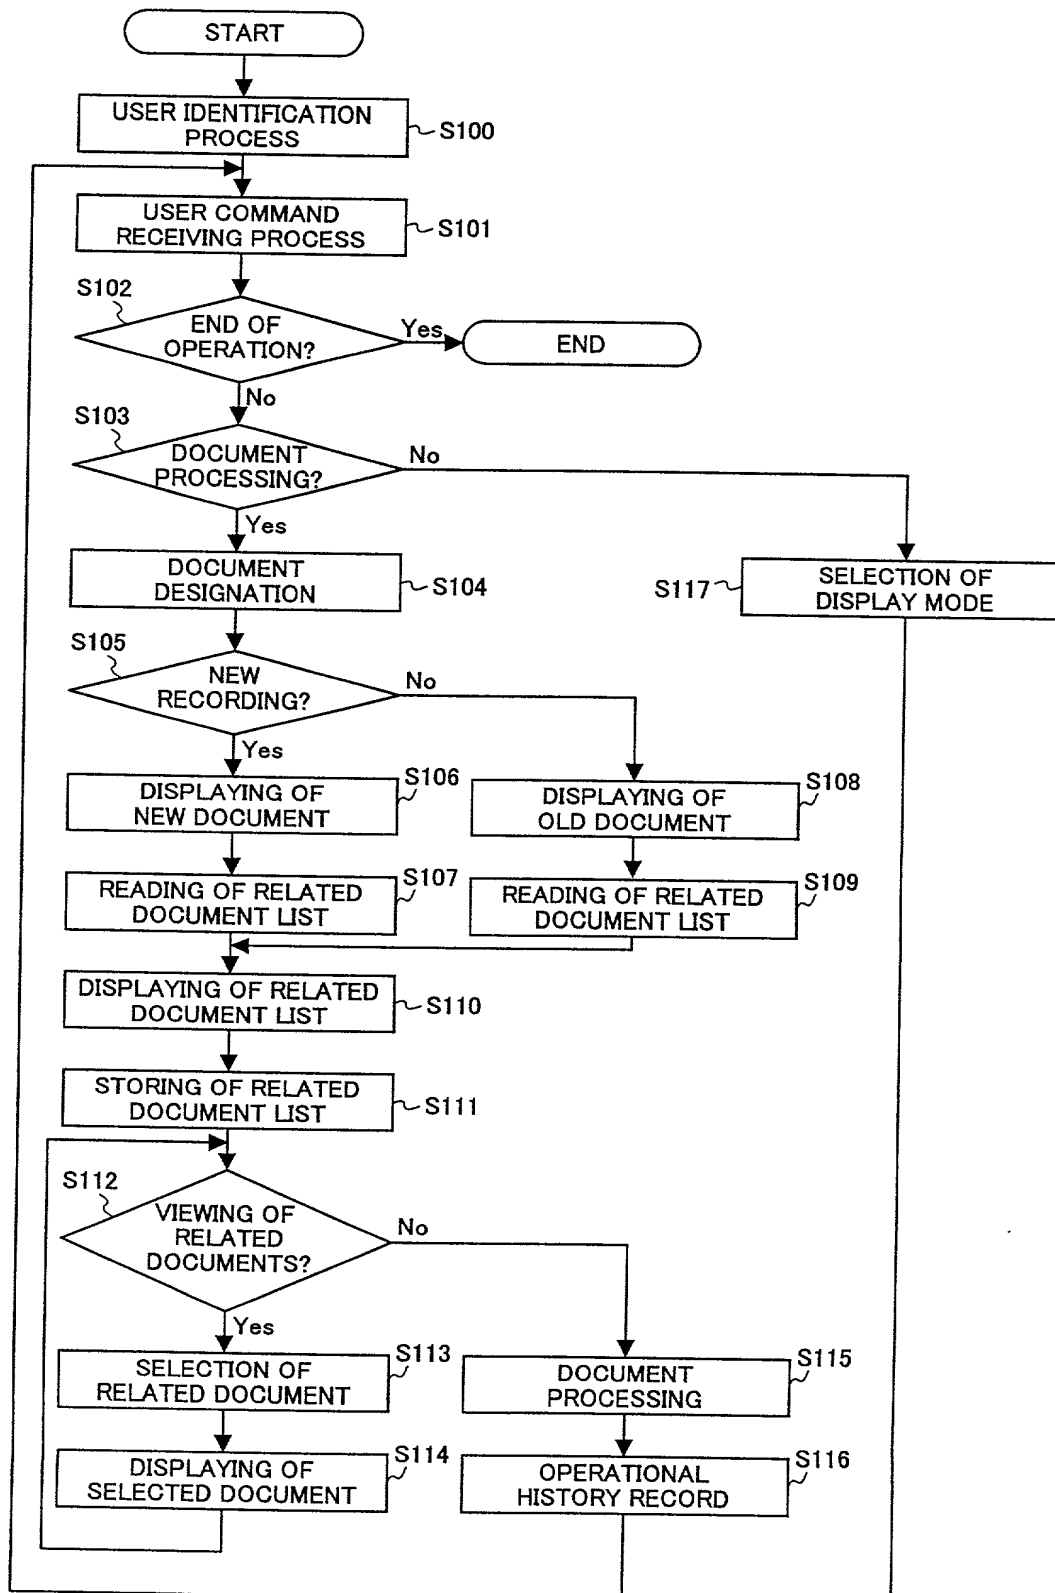 START
USER IDENTIFICATION
PROCESS
S100
USER COMMAND
RECEIVING PROCESS
S101
S102
END OF
OPERATION?
Yes
END
No
S103
DOCUMENT
PROCESSING?
No
Yes
DOCUMENT
DESIGNATION
S104
S117
SELECTION OF
DISPLAY MODE
S105
NEW
RECORDING?
No
Yes
S106
DISPLAYING OF
NEW DOCUMENT
S108
DISPLAYING OF
OLD DOCUMENT
S107
READING OF RELATED
DOCUMENT LIST
S109
READING OF RELATED
DOCUMENT LIST
DISPLAYING OF RELATED
DOCUMENT LIST
S110
STORING OF RELATED
DOCUMENT LIST
S111
S112
VIEWING OF
RELATED
DOCUMENTS?
No
Yes
S113
SELECTION OF
RELATED DOCUMENT
S115
DOCUMENT
PROCESSING
S114
DISPLAYING OF
SELECTED DOCUMENT
S116
OPERATIONAL
HISTORY RECORD